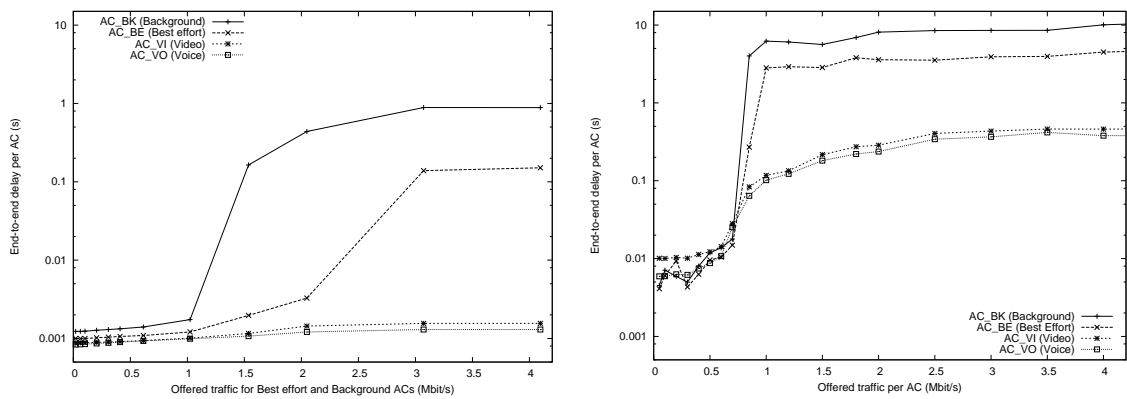 AC_BK (Background)
AC_BE (Best effort)
AC_VI (Video)
AC_VO (Voice)
10
1
0.1
0.01
0.001
End-to-end delay per AC (s)
0 0.5 1 1.5 2 2.5 3 3.5 4
Offered traffic for Best effort and Background ACs (Mbit/s)
10
1
0.1
0.01
0.001
End-to-end delay per AC (s)
AC_BK (Background)
AC_BE (Best Effort)
AC_VI (Video)
AC_VO (Voice)
0 0.5 1 1.5 2 2.5 3 3.5 4
Offered traffic per AC (Mbit/s)